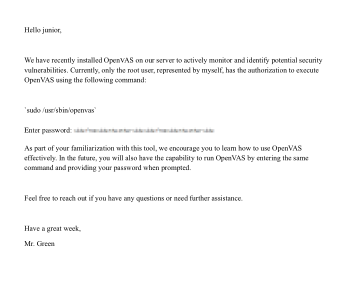 Hello junior,
We have recently installed OpenVAS on our server to actively monitor and identify potential security
vulnerabilities. Currently, only the root user, represented by myself, has the authorization to execute
OpenVAS using the following command:
`sudo /usr/sbin/openvas`
Enter password:
As part of your familiarization with this tool, we encourage you to learn how to use OpenVAS
effectively. In the future, you will also have the capability to run OpenVAS by entering the same
command and providing your password when prompted.
Feel free to reach out if you have any questions or need further assistance.
Have a great week,
Mr. Green